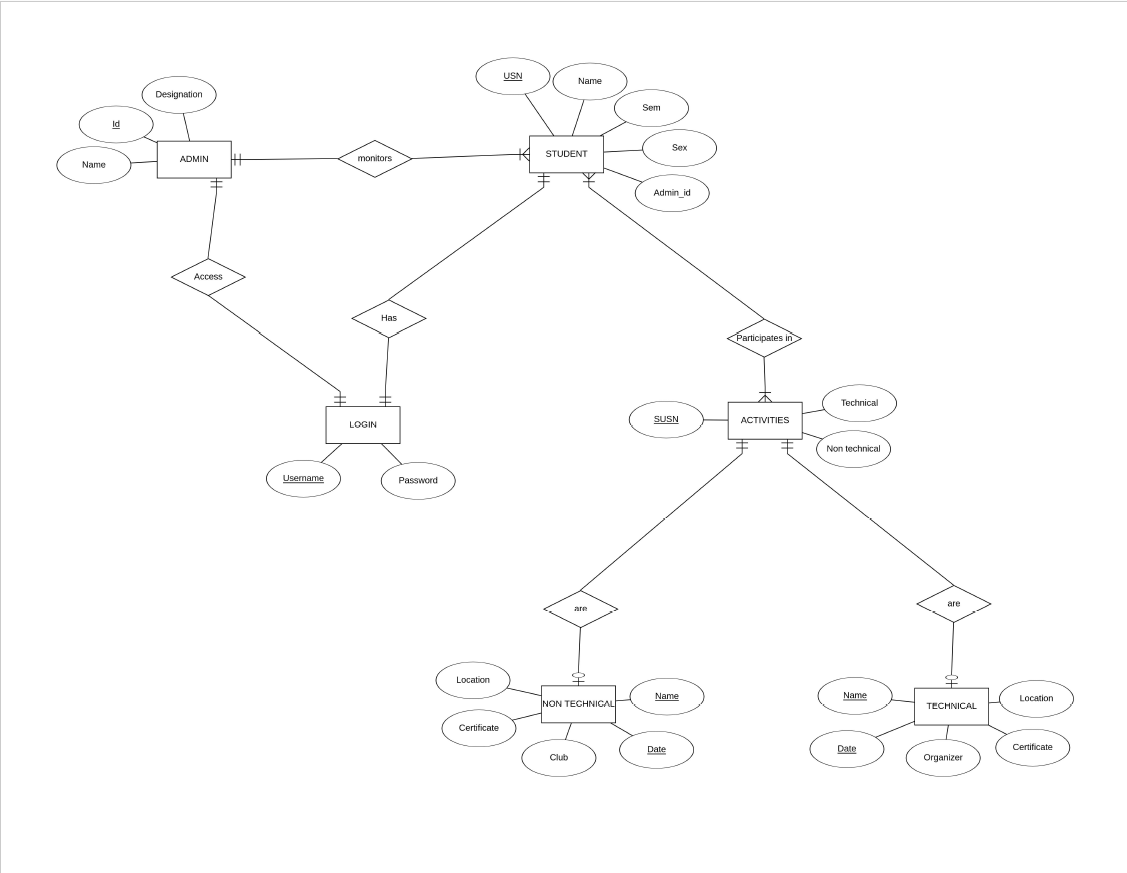 USN
Name
Designation
Sem
Id
Sex
ADMIN
monitors
STUDENT
Name
Admin_id
Access
Has
Participates in
Technical
SUSN
ACTIVITIES
LOGIN
Non technical
Username
Password
are
are
Location
Name
Name
Location
NON TECHNICAL
TECHNICAL
Certificate
Date
Date
Certificate
Club
Organizer